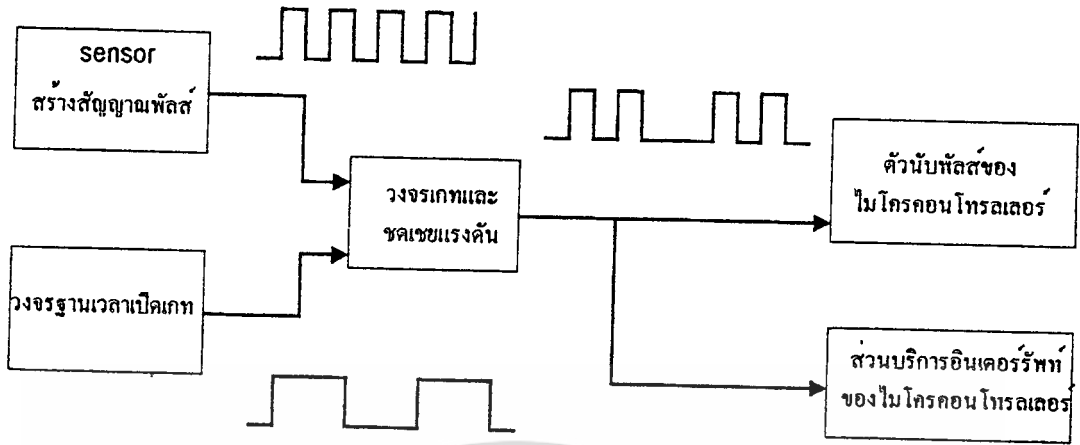 sensor
สร้างสัญญาณพัลส์
วงจรเกทและ
ชดเชยแรงดัน
ตัวนับพัลส์ของ
ไมโครคอนโทรลเลอร์
วงจรฐานเวลาเปิดเกท
ส่วนบริการอินเตอร์รัพท์
ของไมโครคอนโทรลเลอร์